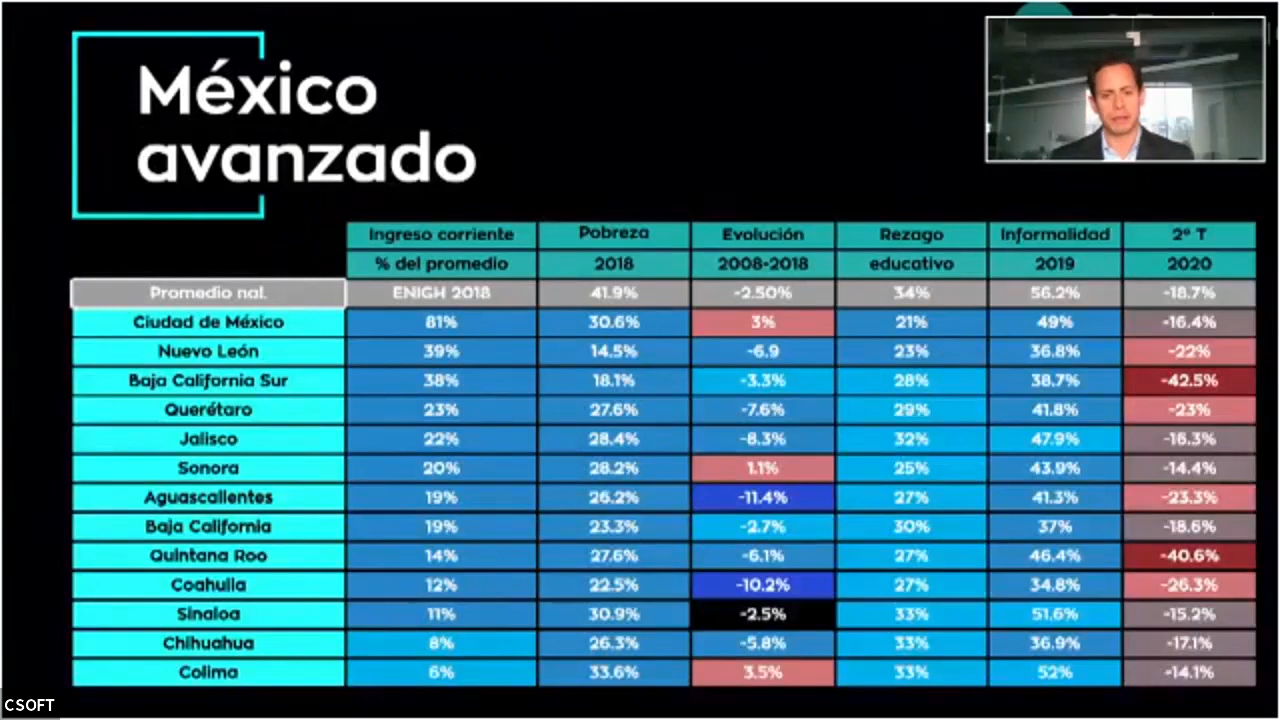 México
avanzado
Ingreso corriente Pobreza Evolución Rezago Informalidad 2º T
% del promedio 2018 2008-2018 educativo 2019 2020
Promedio nal. ENIGH 2018 41.9% -2.50% 34% 56.2% -18.7%
Ciudad de México 81% 30.6% 3% 21% 49% -16.4%
Nuevo León 39% 14.5% -6.9 23% 36.8% -22%
Baja California Sur 38% 18.1% -3.3% 28% 38.7% -42.5%
Querétaro 23% 27.6% -7.6% 29% 41.8% -23%
Jalisco 22% 28.4% -8.3% 32% 47.9% -16.3%
Sonora 20% 28.2% 1.1% 25% 43.9% -14.4%
Aguascalientes 19% 26.2% -11.4% 27% 41.3% -23.3%
Baja California 19% 23.3% -2.7% 30% 37% -18.6%
Quintana Roo 14% 27.6% -6.1% 27% 46.4% -40.6%
Coahuila 12% 22.5% -10.2% 27% 34.8% -26.3%
Sinaloa 11% 30.9% -2.5% 33% 51.6% -15.2%
Chihuahua 8% 26.3% -5.8% 33% 36.9% -17.1%
Colima 6% 33.6% 3.5% 33% 52% -14.1%
CSOFT